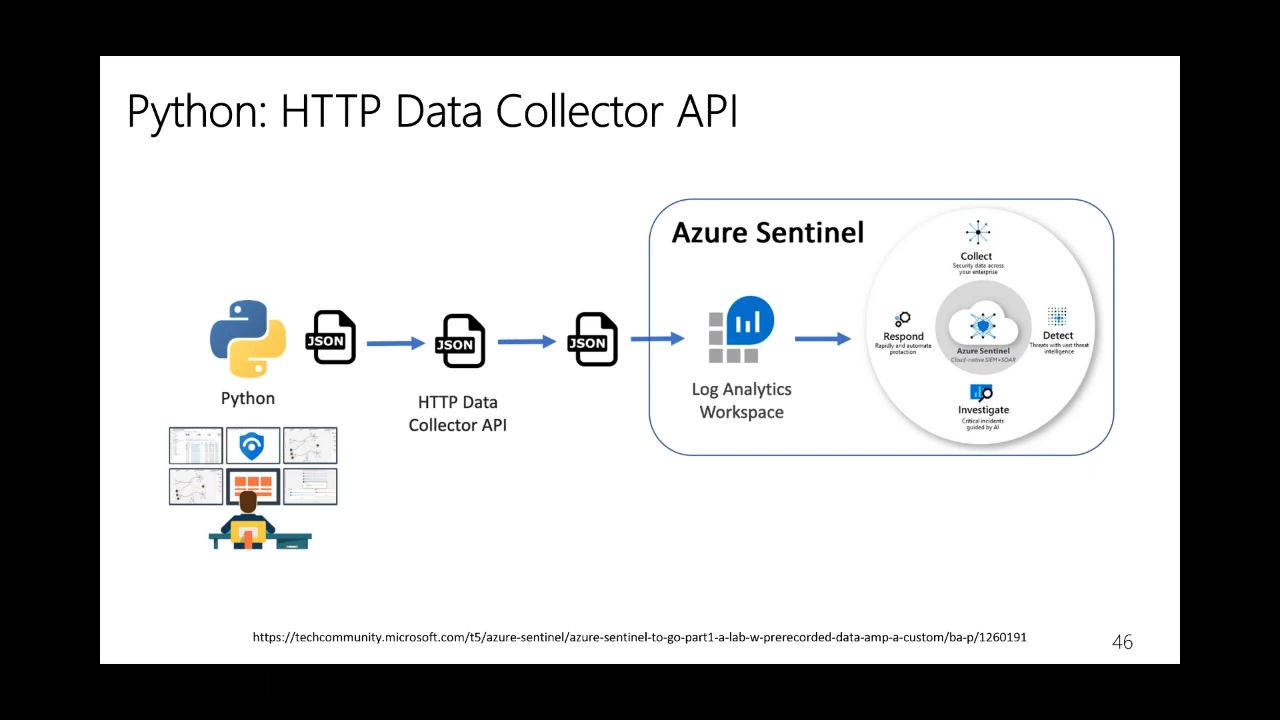 Python: HTTP Data Collector API
Azure Sentinel
Collect
Security data across
your enterprise
JSON
JSON
JSON
Respond
Rapidly and automate
protection
Detect
Threats with vast threat
intelligence
Azure Sentinel
Cloud-native SIEM+SOAR
Python
HTTP Data
Collector API
Log Analytics
Workspace
Investigate
Critical incidents
guided by AI
https://techcommunity.microsoft.com/t5/azure-sentinel/azure-sentinel-to-go-part1-a-lab-w-prerecorded-data-amp-a-custom/ba-p/1260191
46